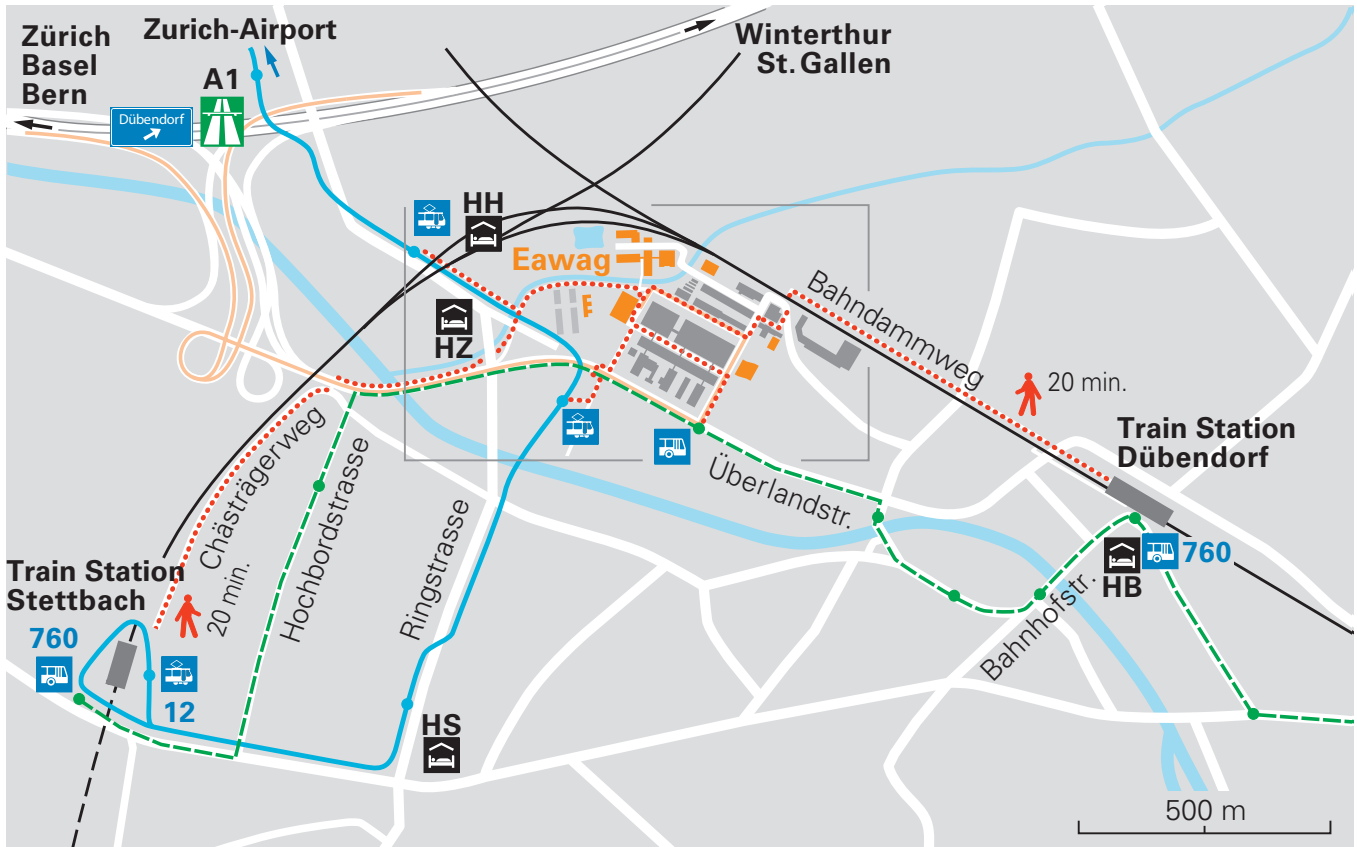 Zürich
Basel
Bern
Zurich-Airport
A1
Dübendorf
Winterthur
St. Gallen
HH
Eawag
HZ
Bahndammweg
20 min.
Train Station
Dübendorf
Chästrägerweg
Hochbordstrasse
Ringstrasse
Überlandstr.
Train Station
Stettbach
20 min.
760
12
HS
Bahnhofstr.
HB
760
500 m